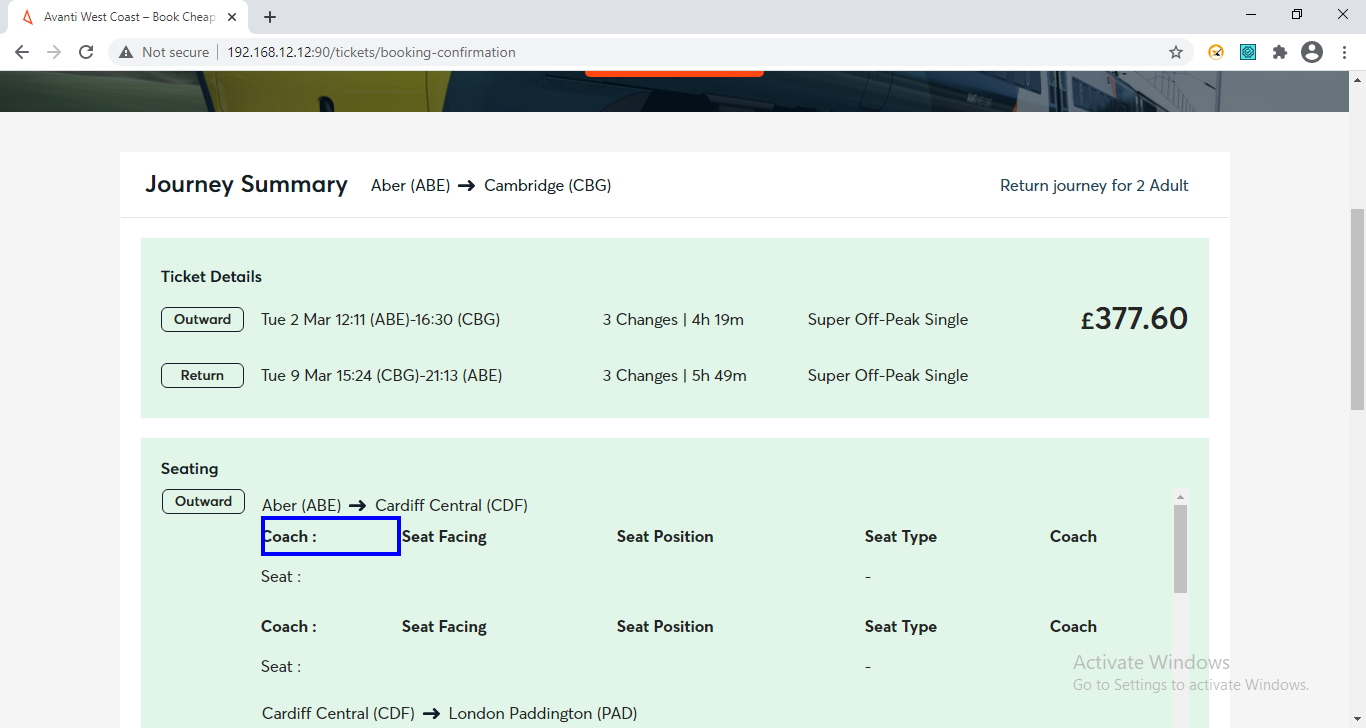 Avanti West Coast – Book Cheap
Not secure 192.168.12.12:90/tickets/booking-confirmation
Journey Summary Aber (ABE) → Cambridge (CBG) Return journey for 2 Adult
Ticket Details
Outward Tue 2 Mar 12:11 (ABE)-16:30 (CBG) 3 Changes | 4h 19m Super Off-Peak Single £377.60
Return Tue 9 Mar 15:24 (CBG)-21:13 (ABE) 3 Changes | 5h 49m Super Off-Peak Single
Seating
Outward Aber (ABE) → Cardiff Central (CDF)
Coach : Seat Facing Seat Position Seat Type Coach
Seat : -
Coach : Seat Facing Seat Position Seat Type Coach
Seat : -
Activate Windows
Go to Settings to activate Windows.
Cardiff Central (CDF) → London Paddington (PAD)